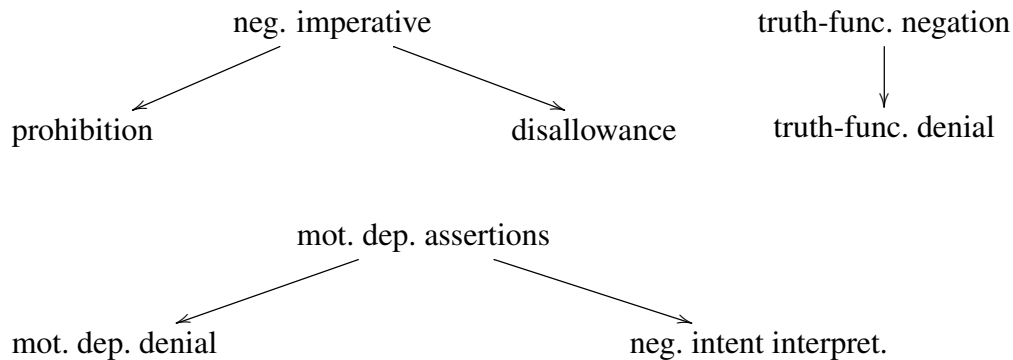 neg. imperative
truth-func. negation
prohibition
disallowance
truth-func. denial
mot. dep. assertions
mot. dep. denial
neg. intent interpret.